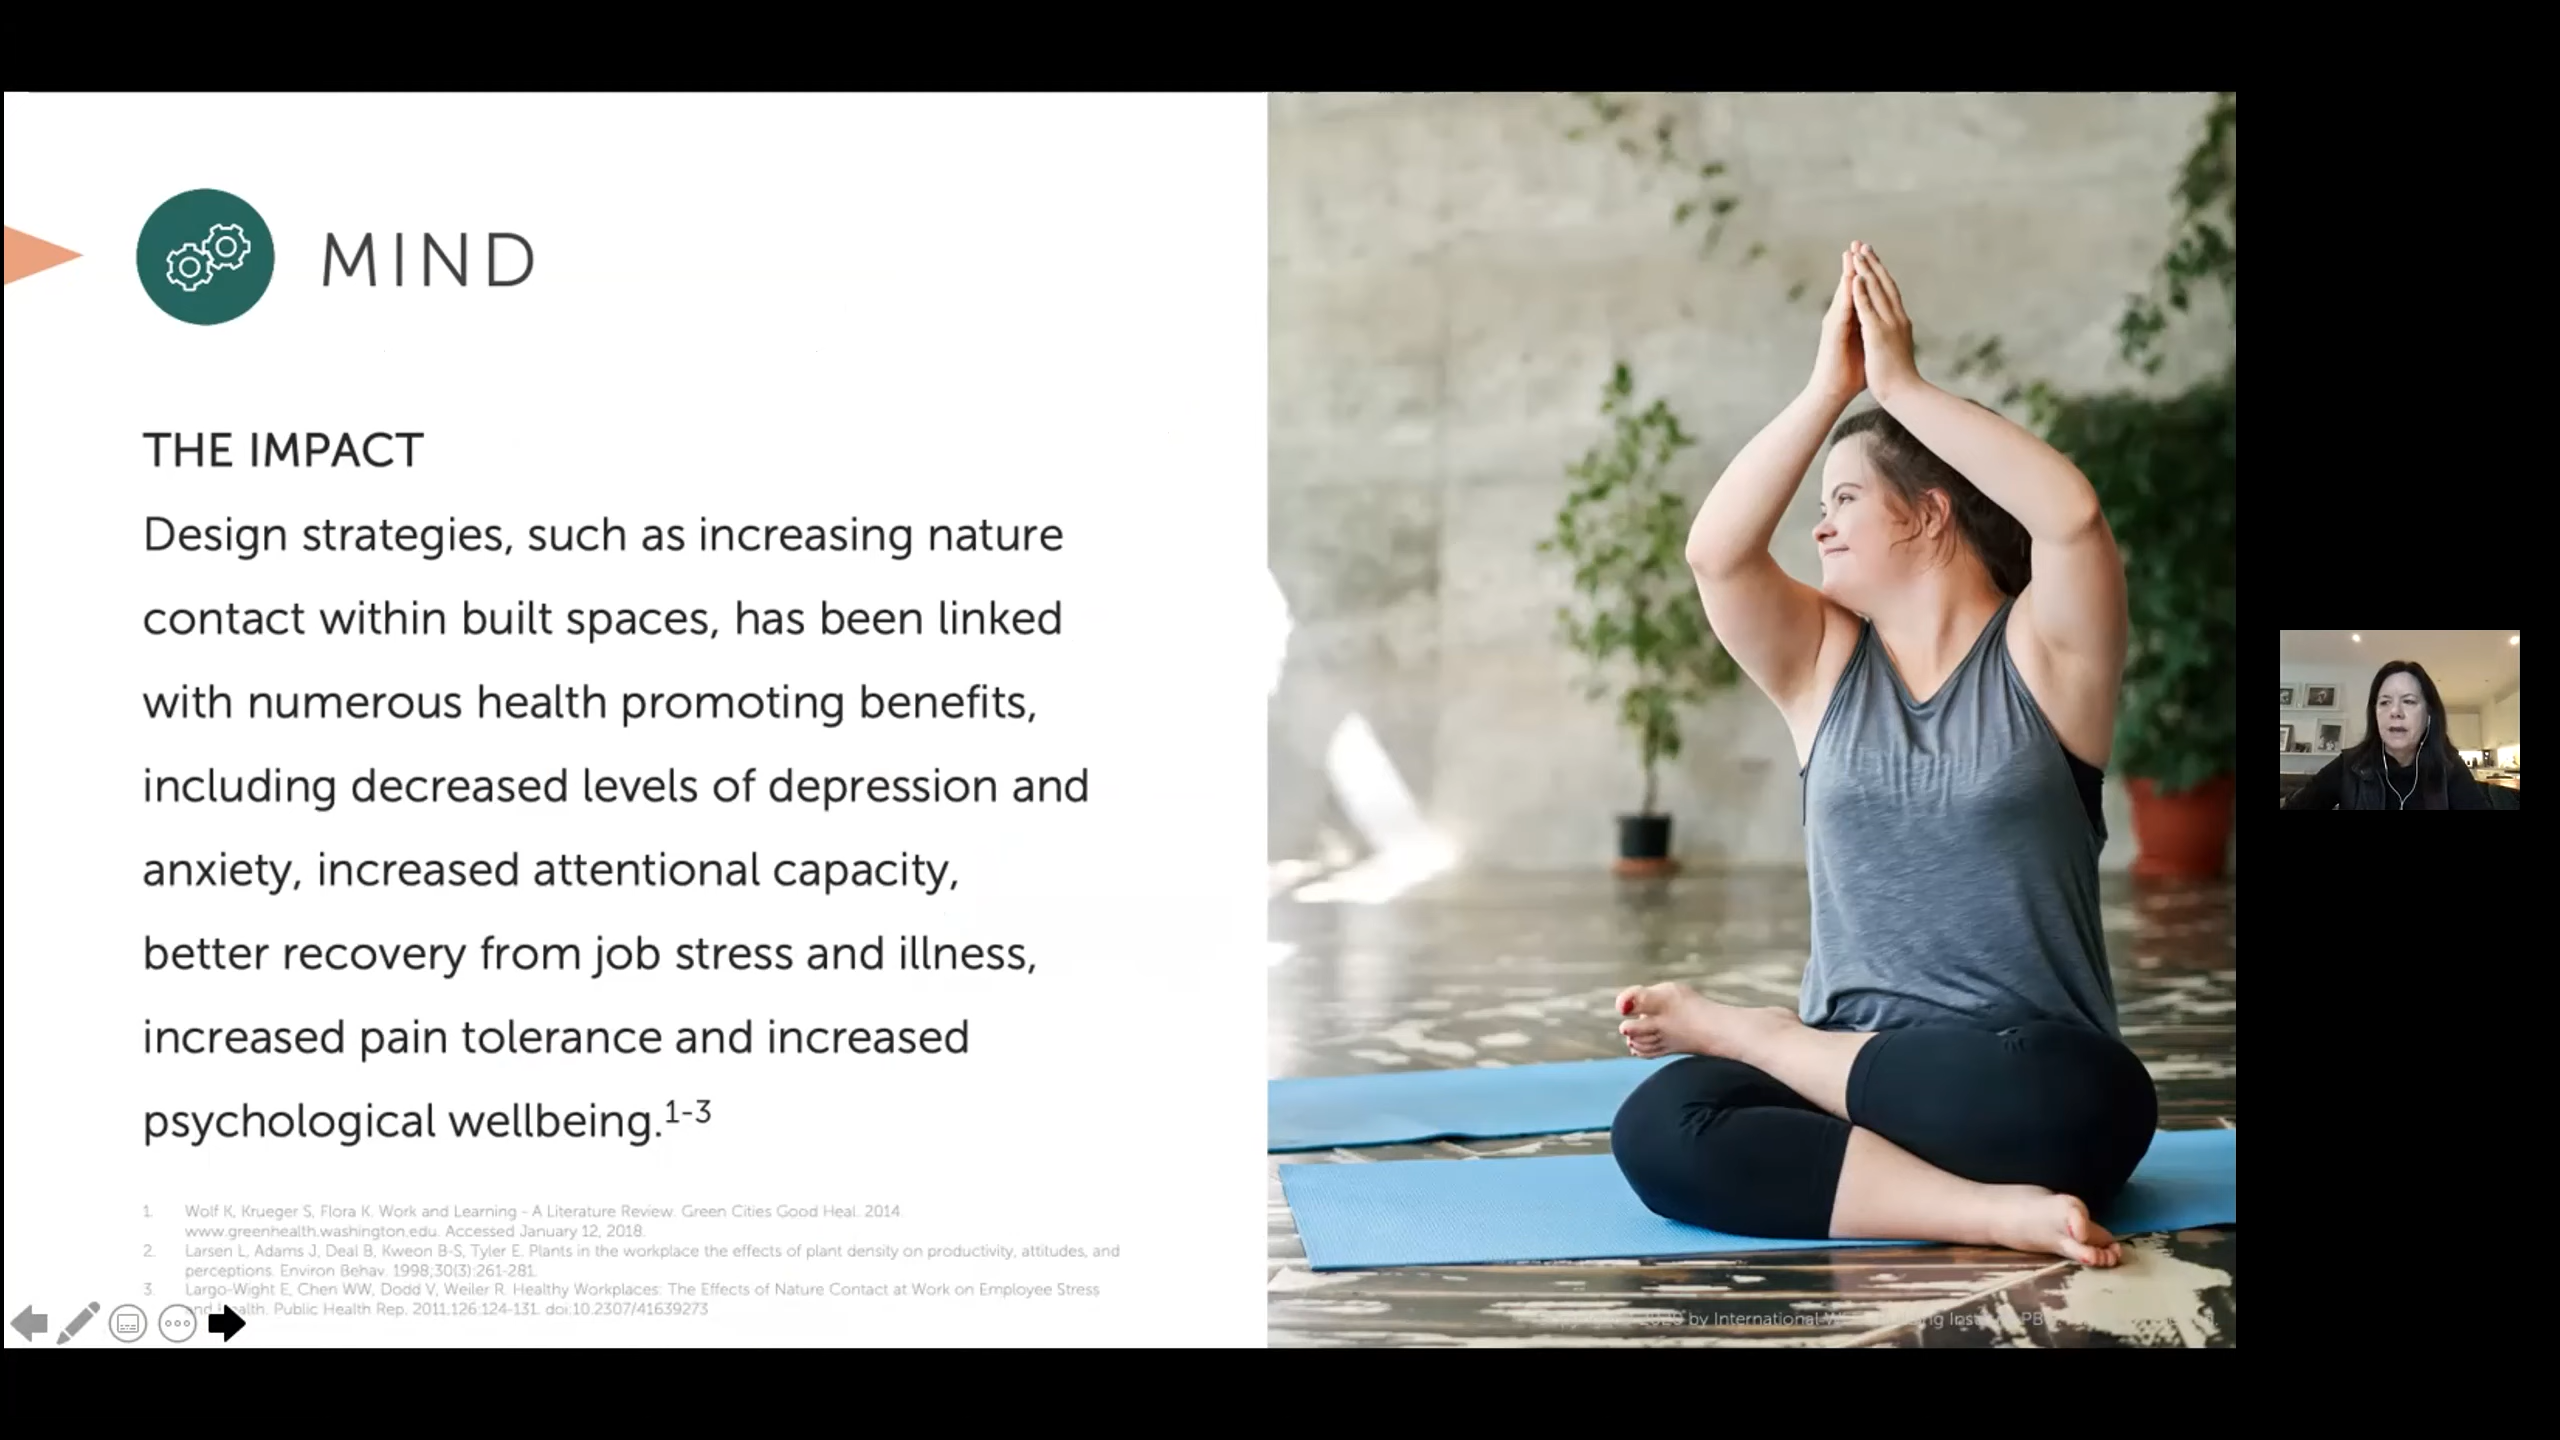 MIND
THE IMPACT
Design strategies, such as increasing nature
contact within built spaces, has been linked
with numerous health promoting benefits,
including decreased levels of depression and
anxiety, increased attentional capacity,
better recovery from job stress and illness,
increased pain tolerance and increased
psychological wellbeing.1-3
1. Wolf K, Krueger S, Flora K. Work and Learning - A Literature Review. Green Cities Good Heal. 2014.
www.greenhealth.washington.edu. Accessed January 12, 2018.
2. Larsen L, Adams J, Deal B, Kweon B-S, Tyler E. Plants in the workplace the effects of plant density on productivity, attitudes, and
perceptions. Environ Behav. 1998;30(3):261-281.
3. Largo-Wight E, Chen WW, Dodd V, Weiler R. Healthy Workplaces: The Effects of Nature Contact at Work on Employee Stress
and Health. Public Health Rep. 2011;126:124-131. doi:10.2307/41639273
by International